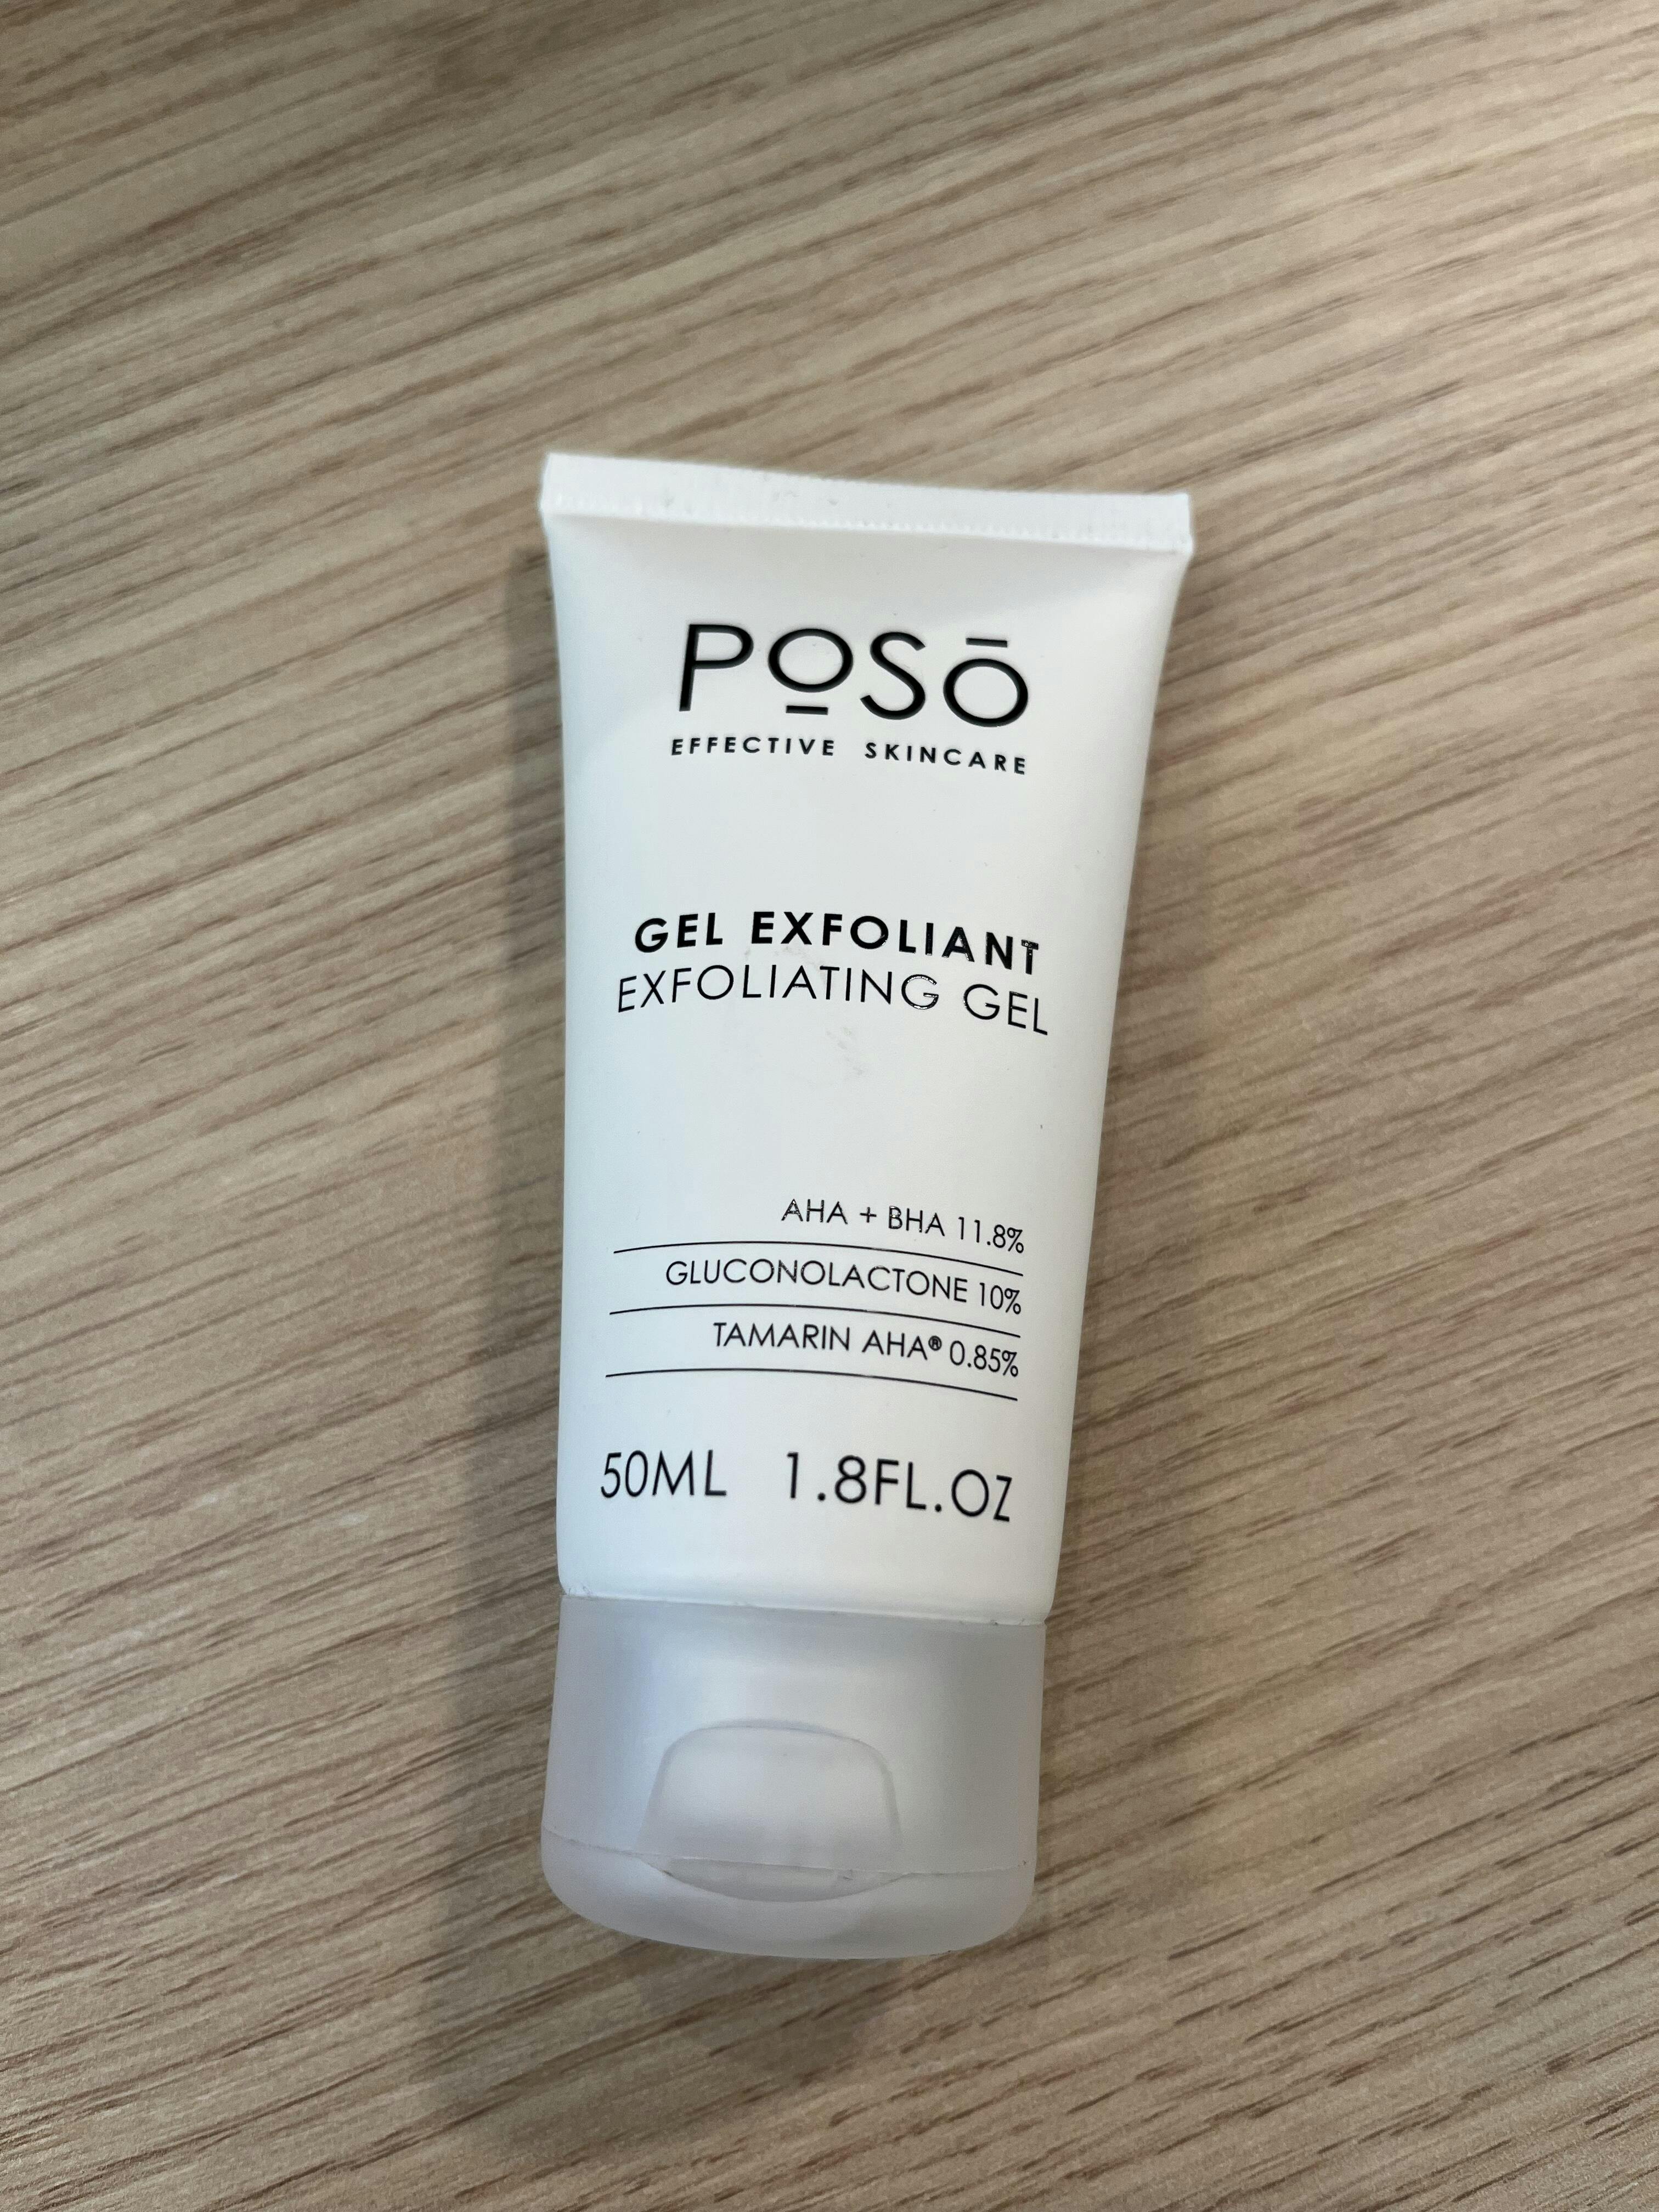 POSŌ
EFFECTIVE SKINCARE
GEL EXFOLIANT
EXFOLIATING GEL
AHA + BHA 11.8%
GLUCONOLACTONE 10%
TAMARIN AHA® 0.85%
50ML 1.8FL.OZ